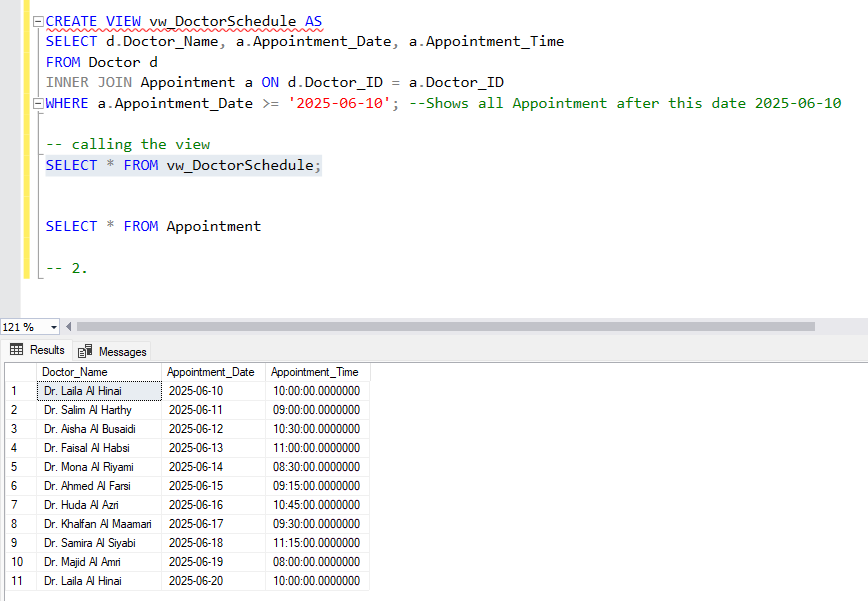 CREATE VIEW vw_DoctorSchedule AS
SELECT d.Doctor_Name, a.Appointment_Date, a.Appointment_Time
FROM Doctor d
INNER JOIN Appointment a ON d.Doctor_ID = a.Doctor_ID
WHERE a.Appointment_Date >= '2025-06-10'; --Shows all Appointment after this date 2025-06-10
-- calling the view
SELECT * FROM vw_DoctorSchedule;
SELECT * FROM Appointment
-- 2.
121 %
Results Messages
Doctor_Name Appointment_Date Appointment_Time
1 Dr. Laila Al Hinai 2025-06-10 10:00:00.0000000
2 Dr. Salim Al Harthy 2025-06-11 09:00:00.0000000
3 Dr. Aisha Al Busaidi 2025-06-12 10:30:00.0000000
4 Dr. Faisal Al Habsi 2025-06-13 11:00:00.0000000
5 Dr. Mona Al Riyami 2025-06-14 08:30:00.0000000
6 Dr. Ahmed Al Farsi 2025-06-15 09:15:00.0000000
7 Dr. Huda Al Azri 2025-06-16 10:45:00.0000000
8 Dr. Khalfan Al Maamari 2025-06-17 09:30:00.0000000
9 Dr. Samira Al Siyabi 2025-06-18 11:15:00.0000000
10 Dr. Majid Al Amri 2025-06-19 08:00:00.0000000
11 Dr. Laila Al Hinai 2025-06-20 10:00:00.0000000